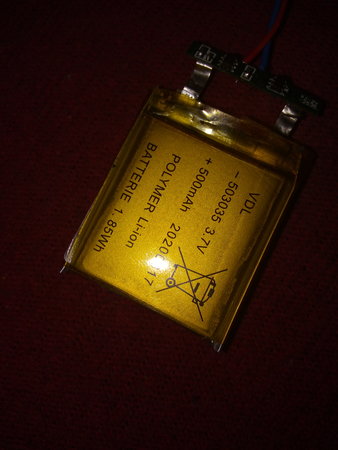 VDL
− 503035 3.7V
+ 500mAh 2020
POLYMER Li-ion
BATTERIE 1.85Wh